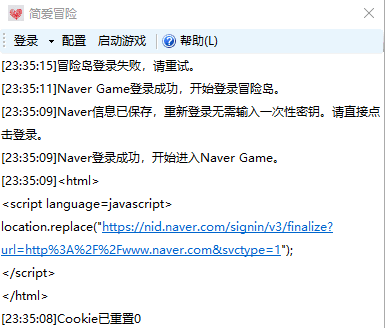 简爱冒险
登录 配置 启动游戏 帮助(L)
[23:35:15]冒险岛登录失败，请重试。
[23:35:11]Naver Game登录成功，开始登录冒险岛。
[23:35:09]Naver信息已保存，重新登录无需输入一次性密钥。请直接点
击登录。
[23:35:09]Naver登录成功，开始进入Naver Game。
[23:35:09]<html>
<script language=javascript>
location.replace("https://nid.naver.com/signin/v3/finalize?
url=http%3A%2F%2Fwww.naver.com&svctype=1");
</script>
</html>
[23:35:08]Cookie已重置0